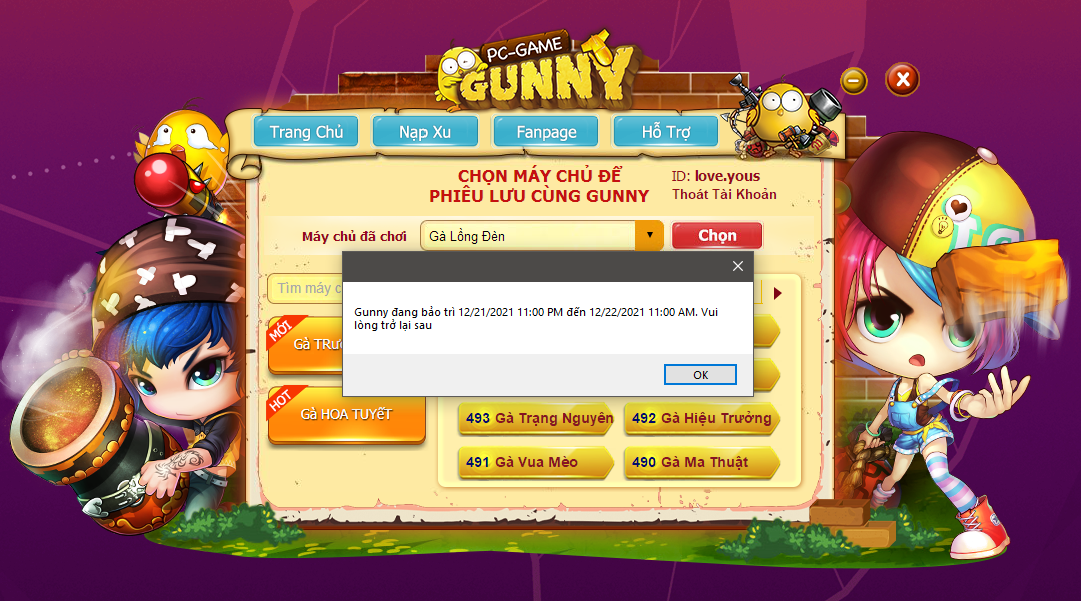 PC-GAME
GUNNY
Trang Chủ
Nạp Xu
Fanpage
Hỗ Trợ
CHỌN MÁY CHỦ ĐỂ
PHIÊU LƯU CÙNG GUNNY
ID: love.yous
Thoát Tài Khoản
Máy chủ đã chơi
Gà Lồng Đèn
Chọn
Tìm máy c
Gunny đang bảo trì 12/21/2021 11:00 PM đến 12/22/2021 11:00 AM. Vui
lòng trở lại sau
OK
MỚI
HOT
Gà HOA TUYẾT
493 Gà Trạng Nguyên
492 Gà Hiệu Trưởng
491 Gà Vua Mèo
490 Gà Ma Thuật